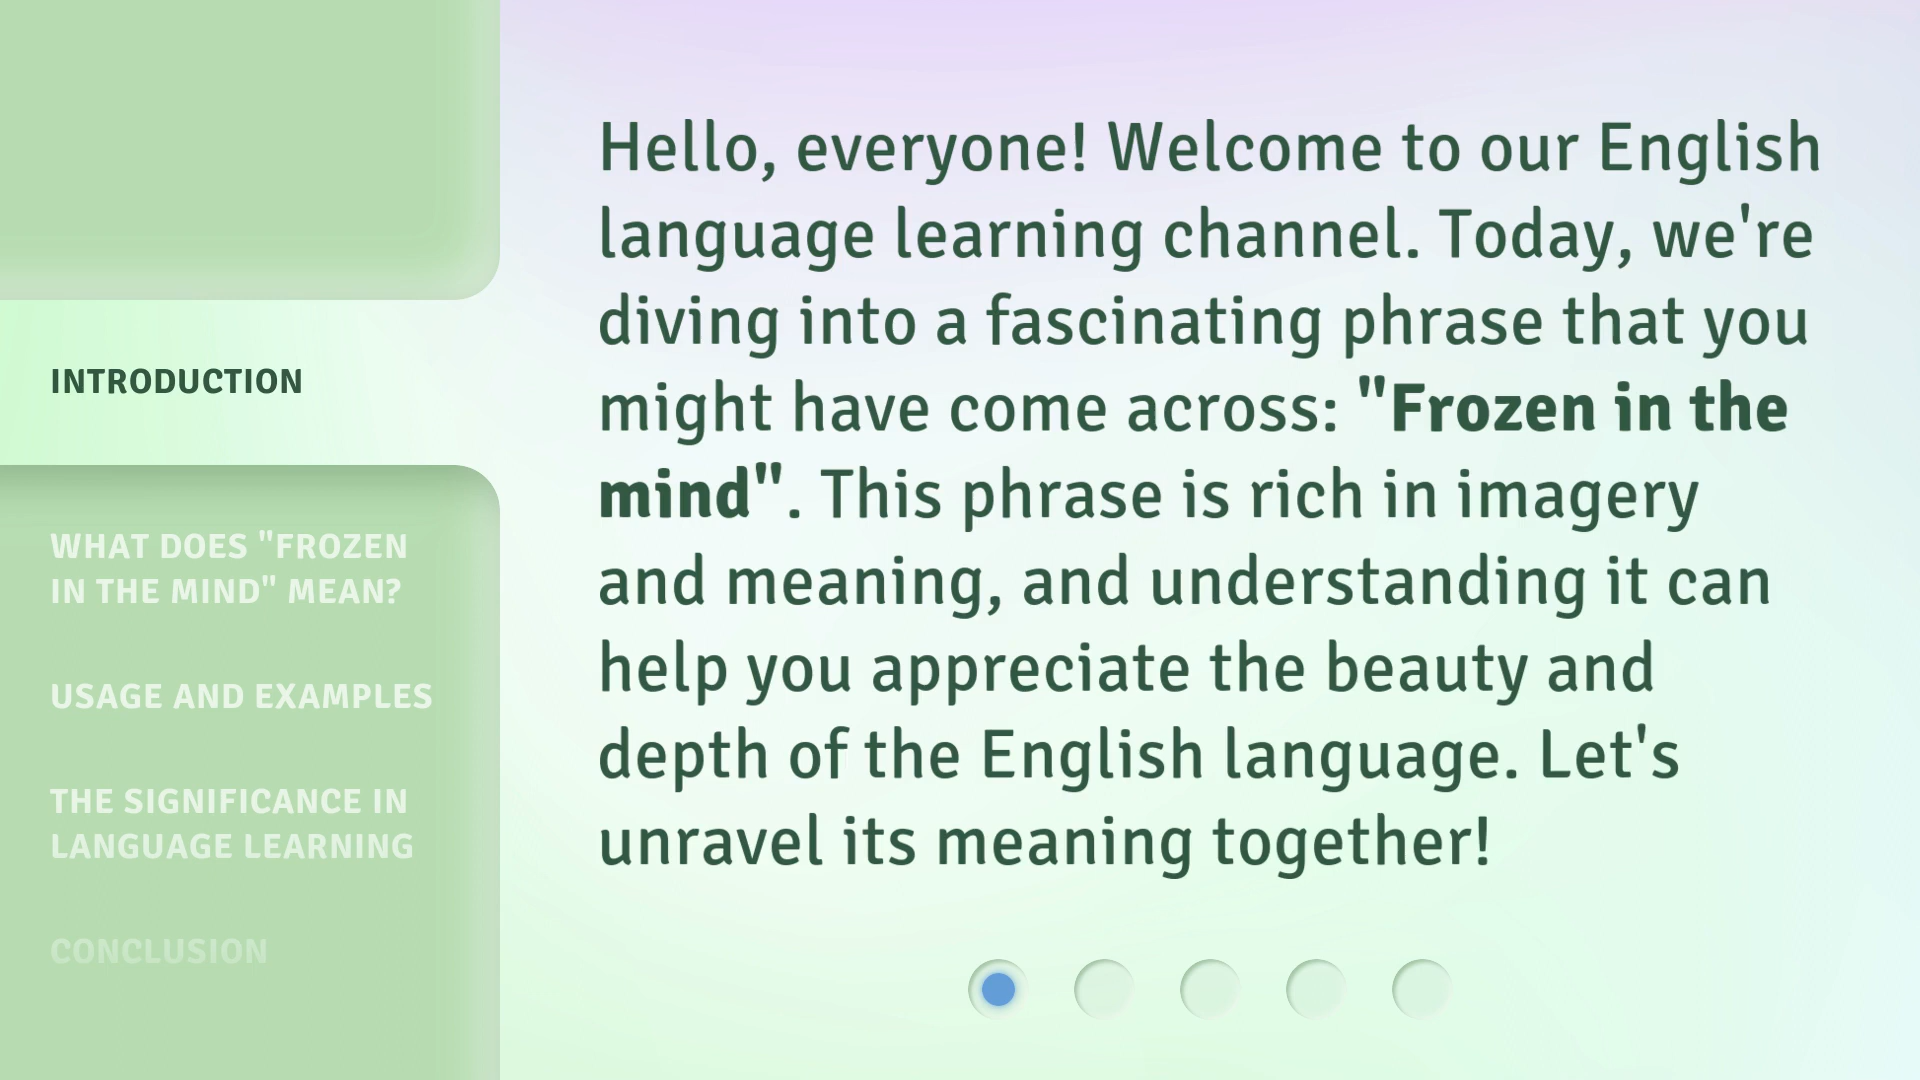 INTRODUCTION
WHAT DOES "FROZEN
IN THE MIND" MEAN?
USAGE AND EXAMPLES
THE SIGNIFICANCE IN
LANGUAGE LEARNING
CONCLUSION
Hello, everyone! Welcome to our English
language learning channel. Today, we're
diving into a fascinating phrase that you
might have come across: "Frozen in the
mind". This phrase is rich in imagery
and meaning, and understanding it can
help you appreciate the beauty and
depth of the English language. Let's
unravel its meaning together!